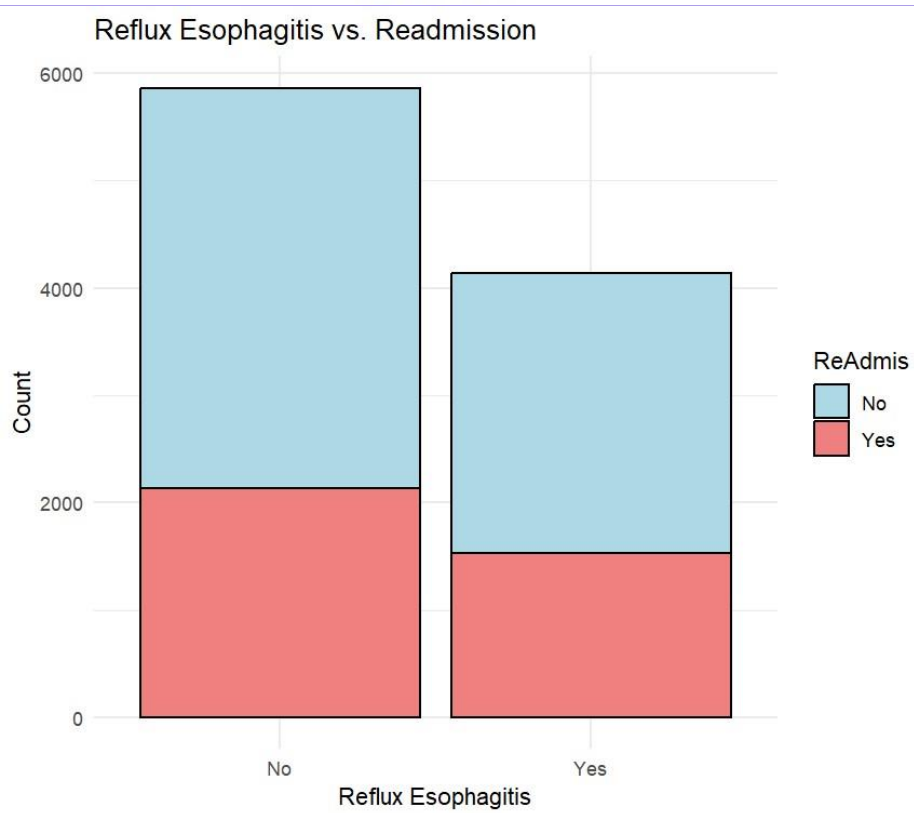 Reflux Esophagitis vs. Readmission
6000
4000
2000
0
Count
No
Yes
Reflux Esophagitis
ReAdmis
No
Yes